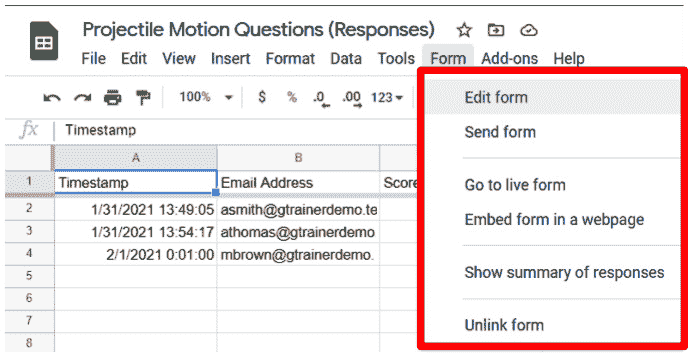 Projectile Motion Questions (Responses)
File Edit View Insert Format Data Tools Form Add-ons Help
100% $ % .0 .00 123
fx Timestamp
A B
1 Timestamp Email Address Score
2 1/31/2021 13:49:05 asmith@gtrainerdemo.te
3 1/31/2021 13:54:17 athomas@gtrainerdemo
4 2/1/2021 0:01:00 mbrown@gtrainerdemo.
5
6
7
8
Edit form
Send form
Go to live form
Embed form in a webpage
Show summary of responses
Unlink form